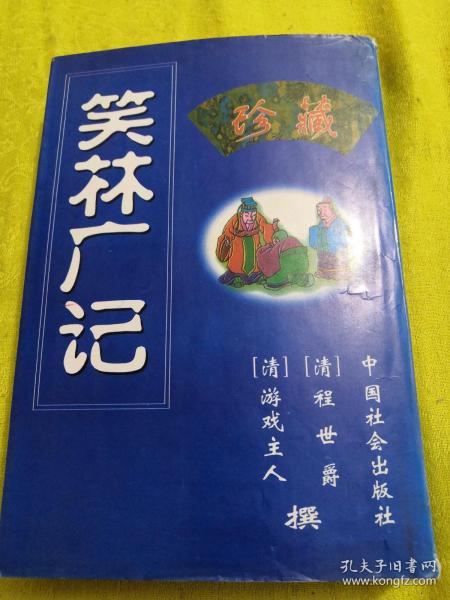 笑林广记
珍藏
[清]游戏主人
[清]程世爵
撰
中国社会出版社
孔夫子旧书网
www.kongfz.com